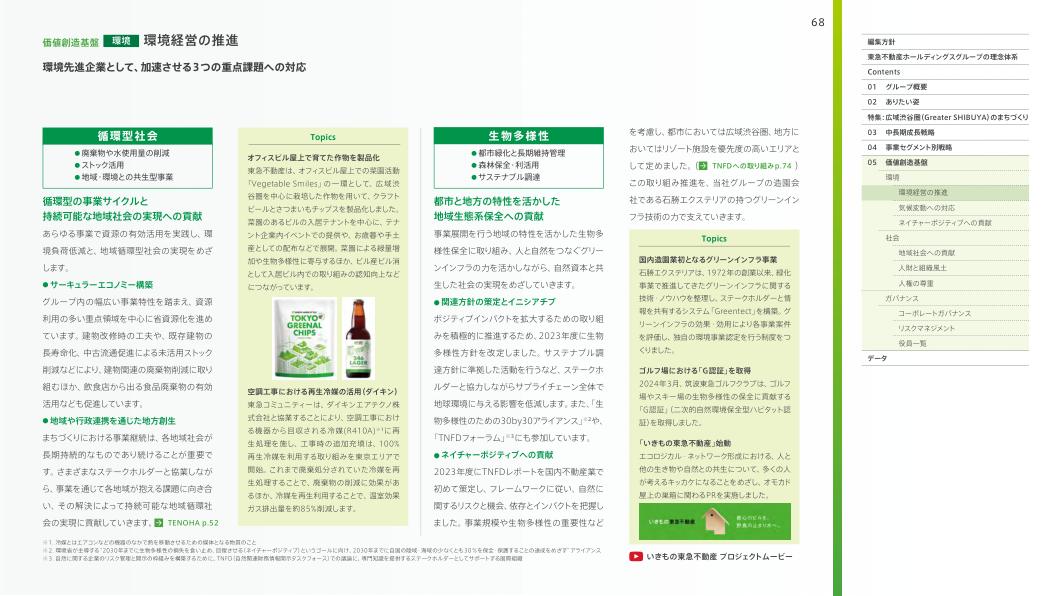 68
価値創造基盤 環境 環境経営の推進
環境先進企業として、加速させる3つの重点課題への対応
循環型社会
●廃棄物や水使用量の削減
●ストック活用
●地域・環境との共生型事業
循環型の事業サイクルと
持続可能な地域社会の実現への貢献
あらゆる事業で資源の有効活用を実践し、環
境負荷低減と、地域循環型社会の実現をめざ
します。
●サーキュラーエコノミー構築
グループ内の幅広い事業特性を踏まえ、資源
利用の多い重点領域を中心に省資源化を進め
ています。建物改修時の工夫や、既存建物の
長寿命化、中古流通促進による未活用ストック
削減などにより、建物関連の廃棄物削減に取り
組むほか、飲食店から出る食品廃棄物の有効
活用なども促進しています。
●地域や行政連携を通じた地方創生
まちづくりにおける事業継続は、各地域社会が
長期持続的なものであり続けることが重要で
す。さまざまなステークホルダーと協業しなが
ら、事業を通じて各地域が抱える課題に向き合
い、その解決によって持続可能な地域循環社
会の実現に貢献していきます。 TENOHA p.52
Topics
オフィスビル屋上で育てた作物を製品化
東急不動産は、オフィスビル屋上での菜園活動
「Vegetable Smiles」の一環として、広域渋
谷圏を中心に栽培した作物を用いて、クラフト
ビールとさつまいもチップスを製品化しました。
菜園のあるビルの入居テナントを中心に、テナ
ント企業内イベントでの提供や、お歳暮や手土
産としての配布などで展開。菜園による緑量増
加や生物多様性に寄与するほか、ビル産ビル消
として入居ビル内での取り組みの認知向上など
につながっています。
TOKYO
GREENAL
CHIPS
346
LAGER
空調工事における再生冷媒の活用（ダイキン）
東急コミュニティーは、ダイキンエアテクノ株
式会社と協業することにより、空調工事におけ
る機器から回収される冷媒(R410A)※1に再
生処理を施し、工事時の追加充填は、100%
再生冷媒を利用する取り組みを東京エリアで
開始。これまで廃棄処分されていた冷媒を再
生処理することで、廃棄物の削減に効果があ
るほか、冷媒を再生利用することで、温室効果
ガス排出量を約85%削減します。
生物多様性
●都市緑化と長期維持管理
●森林保全・利活用
●サステナブル調達
都市と地方の特性を活かした
地域生態系保全への貢献
事業展開を行う地域の特性を活かした生物多
様性保全に取り組み、人と自然をつなぐグリー
ンインフラの力を活かしながら、自然資本と共
生した社会の実現をめざしていきます。
●関連方針の策定とイニシアチブ
ポジティブインパクトを拡大するための取り組
みを積極的に推進するため、2023年度に生物
多様性方針を改定しました。サステナブル調
達方針に準拠した活動を行うなど、ステークホ
ルダーと協力しながらサプライチェーン全体で
地球環境に与える影響を低減します。また、「生
物多様性のための30by30アライアンス」※2や、
「TNFDフォーラム」※3にも参加しています。
●ネイチャーポジティブへの貢献
2023年度にTNFDレポートを国内不動産業で
初めて策定し、フレームワークに従い、自然に
関するリスクと機会、依存とインパクトを把握し
ました。事業規模や生物多様性の重要性など
を考慮し、都市においては広域渋谷圏、地方に
おいてはリゾート施設を優先度の高いエリアと
して定めました。( TNFDへの取り組みp.74 )
この取り組み推進を、当社グループの造園会
社である石勝エクステリアの持つグリーンイン
フラ技術の力で支えていきます。
Topics
国内造園業初となるグリーンインフラ事業
石勝エクステリアは、1972年の創業以来、緑化
事業で推進してきたグリーンインフラに関する
技術・ノウハウを整理し、ステークホルダーと情
報を共有するシステム「Greentect」を構築。グ
リーンインフラの効果・効用により各事業案件
を評価し、独自の環境事業認定を行う制度をつ
くりました。
ゴルフ場における「G認証」を取得
2024年3月、筑波東急ゴルフクラブは、ゴルフ
場やスキー場の生物多様性の保全に貢献する
「G認証」（二次的自然環境保全型ハビタット認
証）を取得しました。
「いきもの東急不動産」始動
エコロジカル・ネットワーク形成における、人と
他の生き物や自然との共生について、多くの人
が考えるキッカケになることをめざし、オモカド
屋上の巣箱に関わるPRを実施しました。
いきもの東急不動産
都心のビルを、
野鳥の止まり木へ。
いきもの東急不動産 プロジェクトムービー
※1. 冷媒とはエアコンなどの機器のなかで熱を移動させるための媒体となる物質のこと
※2. 環境省が主導する“2030年までに生物多様性の損失を食い止め、回復させる（ネイチャーポジティブ）というゴールに向け、2030年までに自国の陸域・海域の少なくとも30%を保全・保護することの達成をめざす”アライアンス
※3. 自然に関する企業がリスク管理と開示の枠組みを構築するために、TNFD（自然関連財務情報開示タスクフォース）での議論に、専門知識を提供するステークホルダーとしてサポートする国際組織
編集方針
東急不動産ホールディングスグループの理念体系
Contents
01 グループ概要
02 ありたい姿
特集：広域渋谷圏（Greater SHIBUYA）のまちづくり
03 中長期成長戦略
04 事業セグメント別戦略
05 価値創造基盤
環境
環境経営の推進
気候変動への対応
ネイチャーポジティブへの貢献
社会
地域社会への貢献
人財と組織風土
人権の尊重
ガバナンス
コーポレートガバナンス
リスクマネジメント
役員一覧
データ